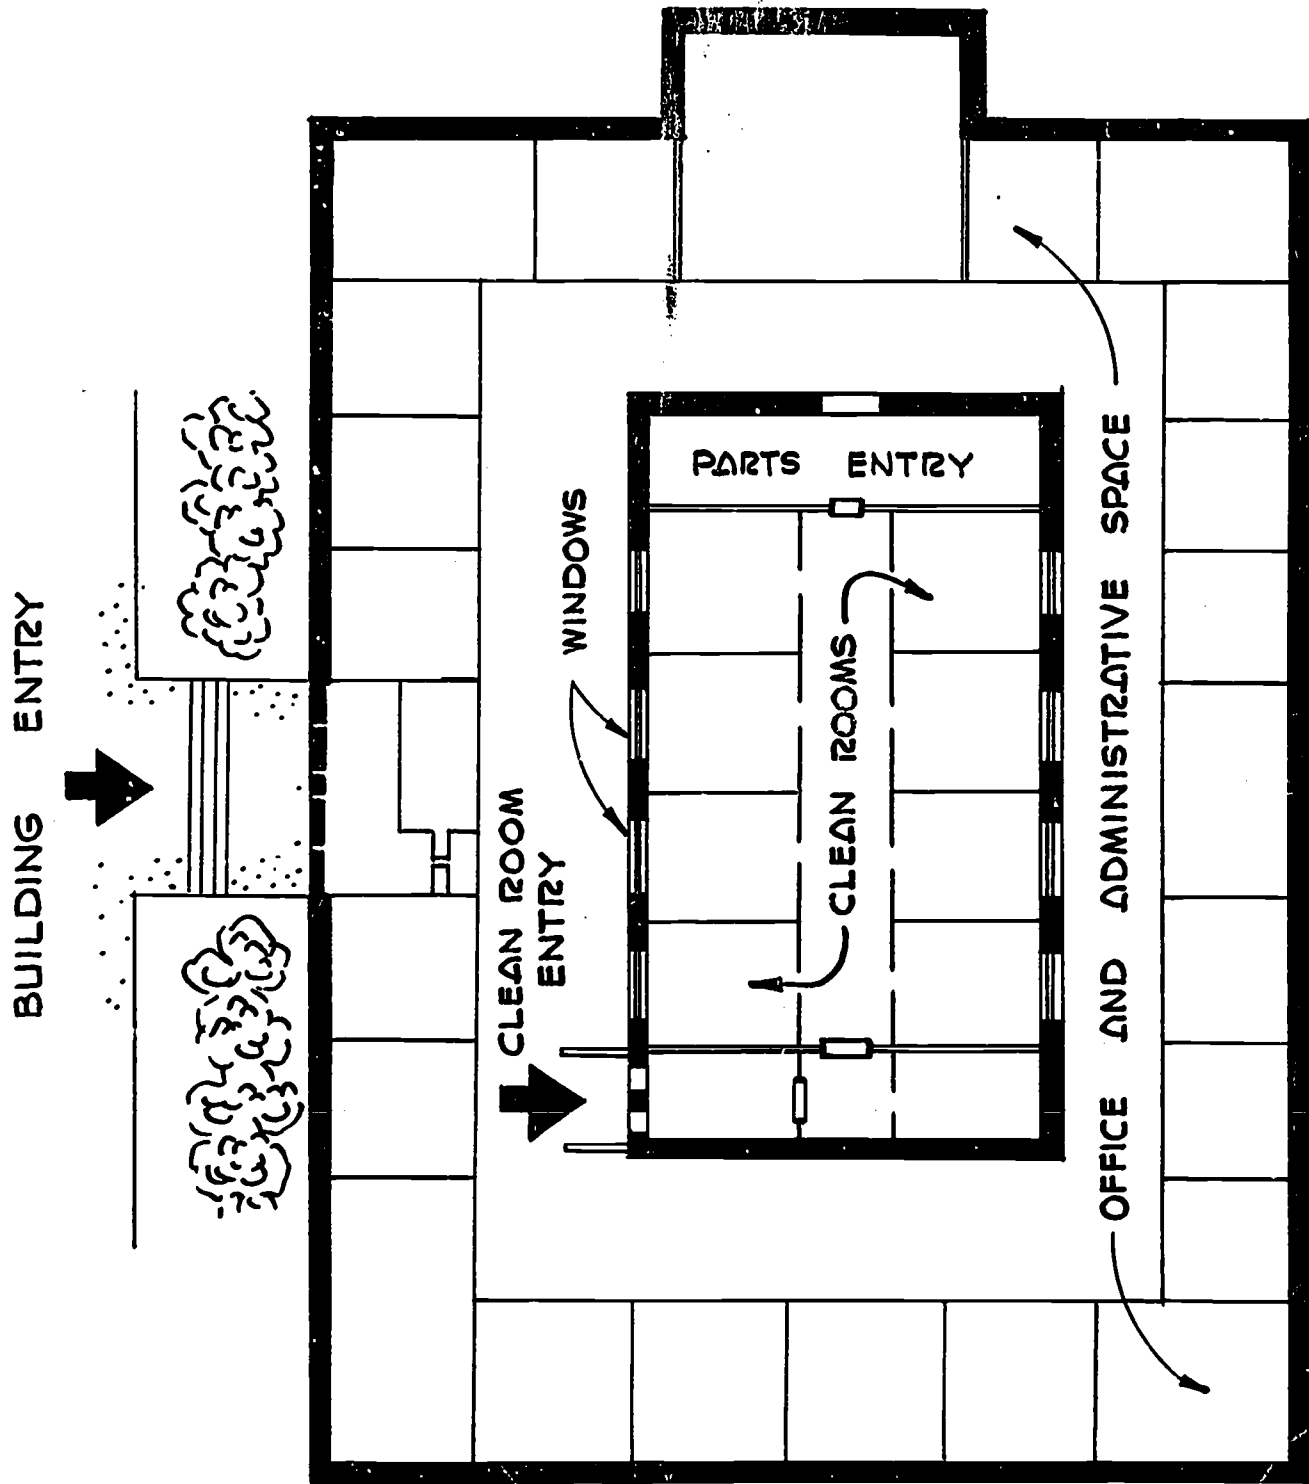 BUILDING ENTRY
CLEAN ROOM
ENTRY
WINDOWS
PARTS ENTRY
CLEAN ROOMS
OFFICE AND ADMINISTRATIVE SPACE